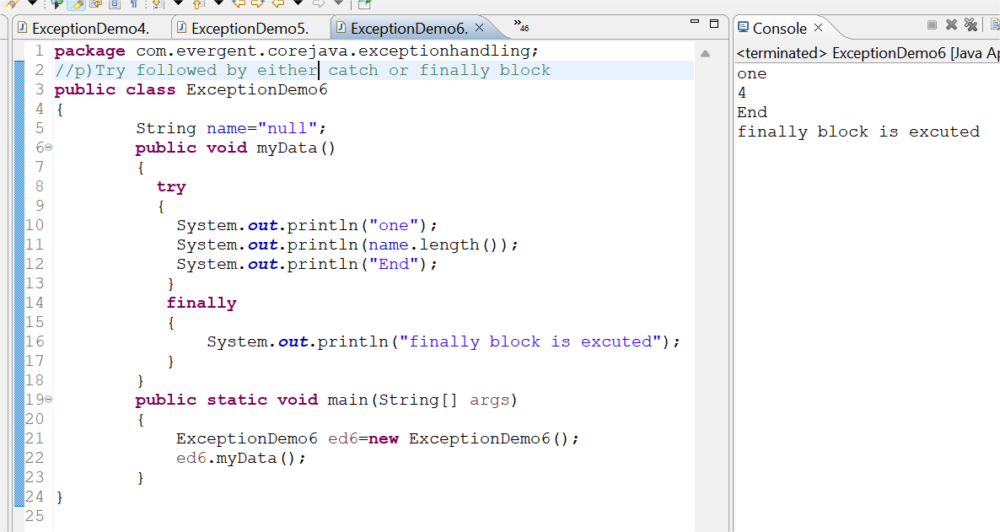 ExceptionDemo4. ExceptionDemo5. ExceptionDemo6. »46
1 package com.evergent.corejava.exceptionhandling;
2 //p)Try followed by either catch or finally block
3 public class ExceptionDemo6
4 {
5 String name="null";
6 public void myData()
7 {
8 try
9 {
10 System.out.println("one");
11 System.out.println(name.length());
12 System.out.println("End");
13 }
14 finally
15 {
16 System.out.println("finally block is excuted");
17 }
18 }
19 public static void main(String[] args)
20 {
21 ExceptionDemo6 ed6=new ExceptionDemo6();
22 ed6.myData();
23 }
24 }
25
Console
<terminated> ExceptionDemo6 [Java Ap
one
4
End
finally block is excuted